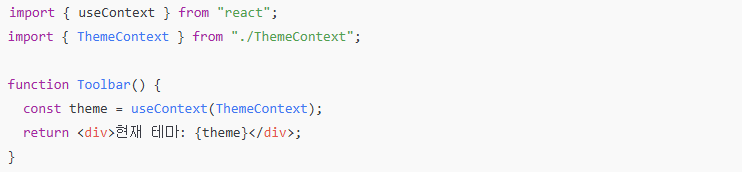 import { useContext } from "react";
import { ThemeContext } from "./ThemeContext";

function Toolbar() {
  const theme = useContext(ThemeContext);
  return <div>현재 테마: {theme}</div>;
}